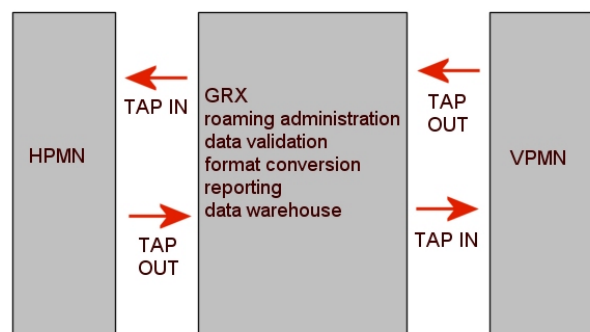 HPMN
TAP IN
TAP
OUT
GRX
roaming administration
data validation
format conversion
reporting
data warehouse
TAP
OUT
TAP IN
VPMN